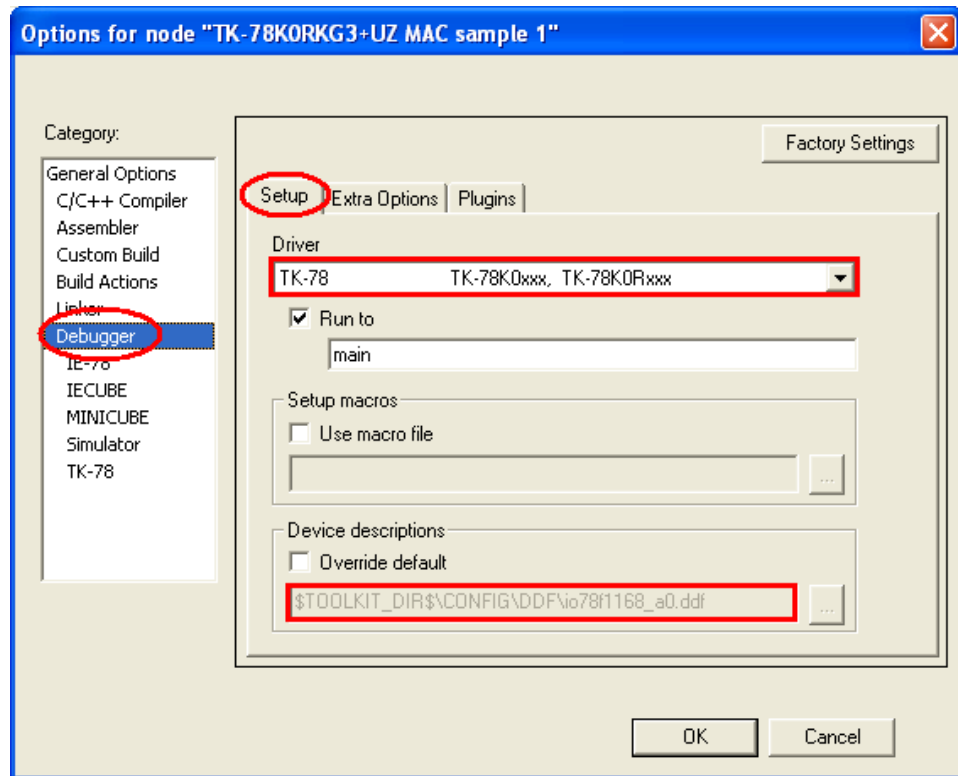 Options for node "TK-78K0RKG3+UZ MAC sample 1"
Category:
General Options
C/C++ Compiler
Assembler
Custom Build
Build Actions
Linker
Debugger
IE-78
IECUBE
MINICUBE
Simulator
TK-78
Factory Settings
Setup
Extra Options
Plugins
Driver
TK-78 TK-78K0xxx, TK-78K0Rxxx
Run to
main
Setup macros
Use macro file
...
Device descriptions
Override default
$TOOLKIT_DIR$\CONFIG\DDF\io78f1168_a0.ddf
...
OK
Cancel